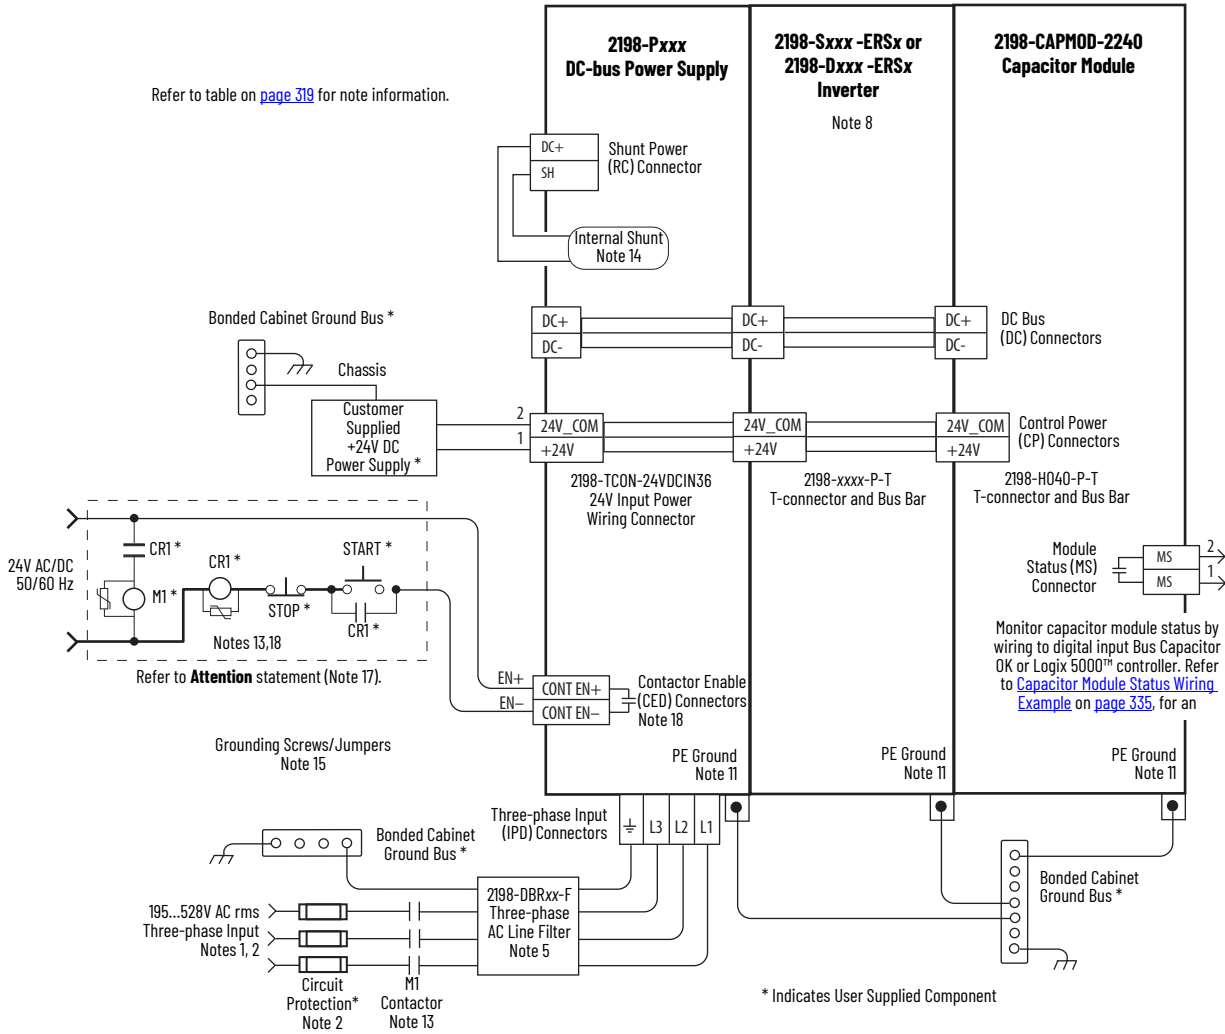 2198-Pxxx
DC-bus Power Supply
2198-Sxxx -ERSx or
2198-Dxxx -ERSx
Inverter
Note 8
2198-CAPMOD-2240
Capacitor Module
Refer to table on page 319 for note information.
DC+
SH
Shunt Power
(RC) Connector
Internal Shunt
Note 14
Bonded Cabinet Ground Bus *
Chassis
Customer
Supplied
+24V DC
Power Supply *
DC+
DC-
DC+
DC-
DC+
DC-
DC Bus
(DC) Connectors
2
1
24V_COM
+24V
24V_COM
+24V
24V_COM
+24V
Control Power
(CP) Connectors
2198-TCON-24VDCIN36
24V Input Power
Wiring Connector
2198-xxxx-P-T
T-connector and Bus Bar
2198-H040-P-T
T-connector and Bus Bar
24V AC/DC
50/60 Hz
CR1 *
M1 *
CR1 *
STOP *
START *
CR1 *
Notes 13,18
Refer to Attention statement (Note 17).
Module
Status (MS)
Connector
MS
MS
2
1
Monitor capacitor module status by
wiring to digital input Bus Capacitor
OK or Logix 5000™ controller. Refer
to Capacitor Module Status Wiring
Example on page 335, for an
EN+
EN–
CONT EN+
CONT EN–
Contactor Enable
(CED) Connectors
Note 18
Grounding Screws/Jumpers
Note 15
PE Ground
Note 11
PE Ground
Note 11
PE Ground
Note 11
Three-phase Input
(IPD) Connectors
L3
L2
L1
Bonded Cabinet
Ground Bus *
2198-DBRxx-F
Three-phase
AC Line Filter
Note 5
195...528V AC rms
Three-phase Input
Notes 1, 2
Circuit
Protection*
Note 2
M1
Contactor
Note 13
Bonded Cabinet
Ground Bus *
* Indicates User Supplied Component